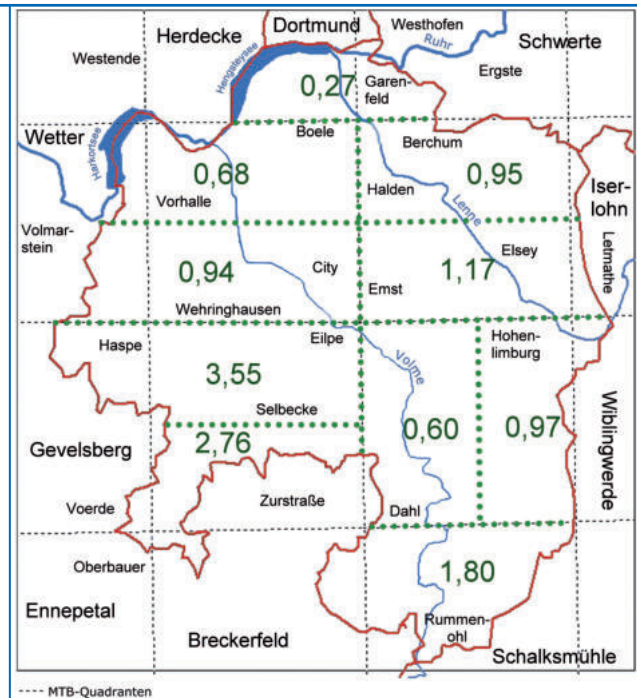 Dortmund
Herdecke
Westhofen
Ruhr
Schwerte
Westende
Hengsteysee
Ergste
0,27
Garen-
feld
Wetter
Harkortsee
Boele
Berchum
0,68
0,95
Iser-
lohn
Vorhalle
Halden
Lenne
Volmar-
stein
Letmathe
Elsey
City
0,94
1,17
Emst
Wehringhausen
Eilpe
Hohen-
limburg
Haspe
Volme
3,55
Selbecke
0,60
0,97
Wiblingwerde
Gevelsberg
2,76
Zurstraße
Voerde
Dahl
Oberbauer
1,80
Ennepetal
Rummen-
ohl
Breckerfeld
Schalksmühle
MTB-Quadranten